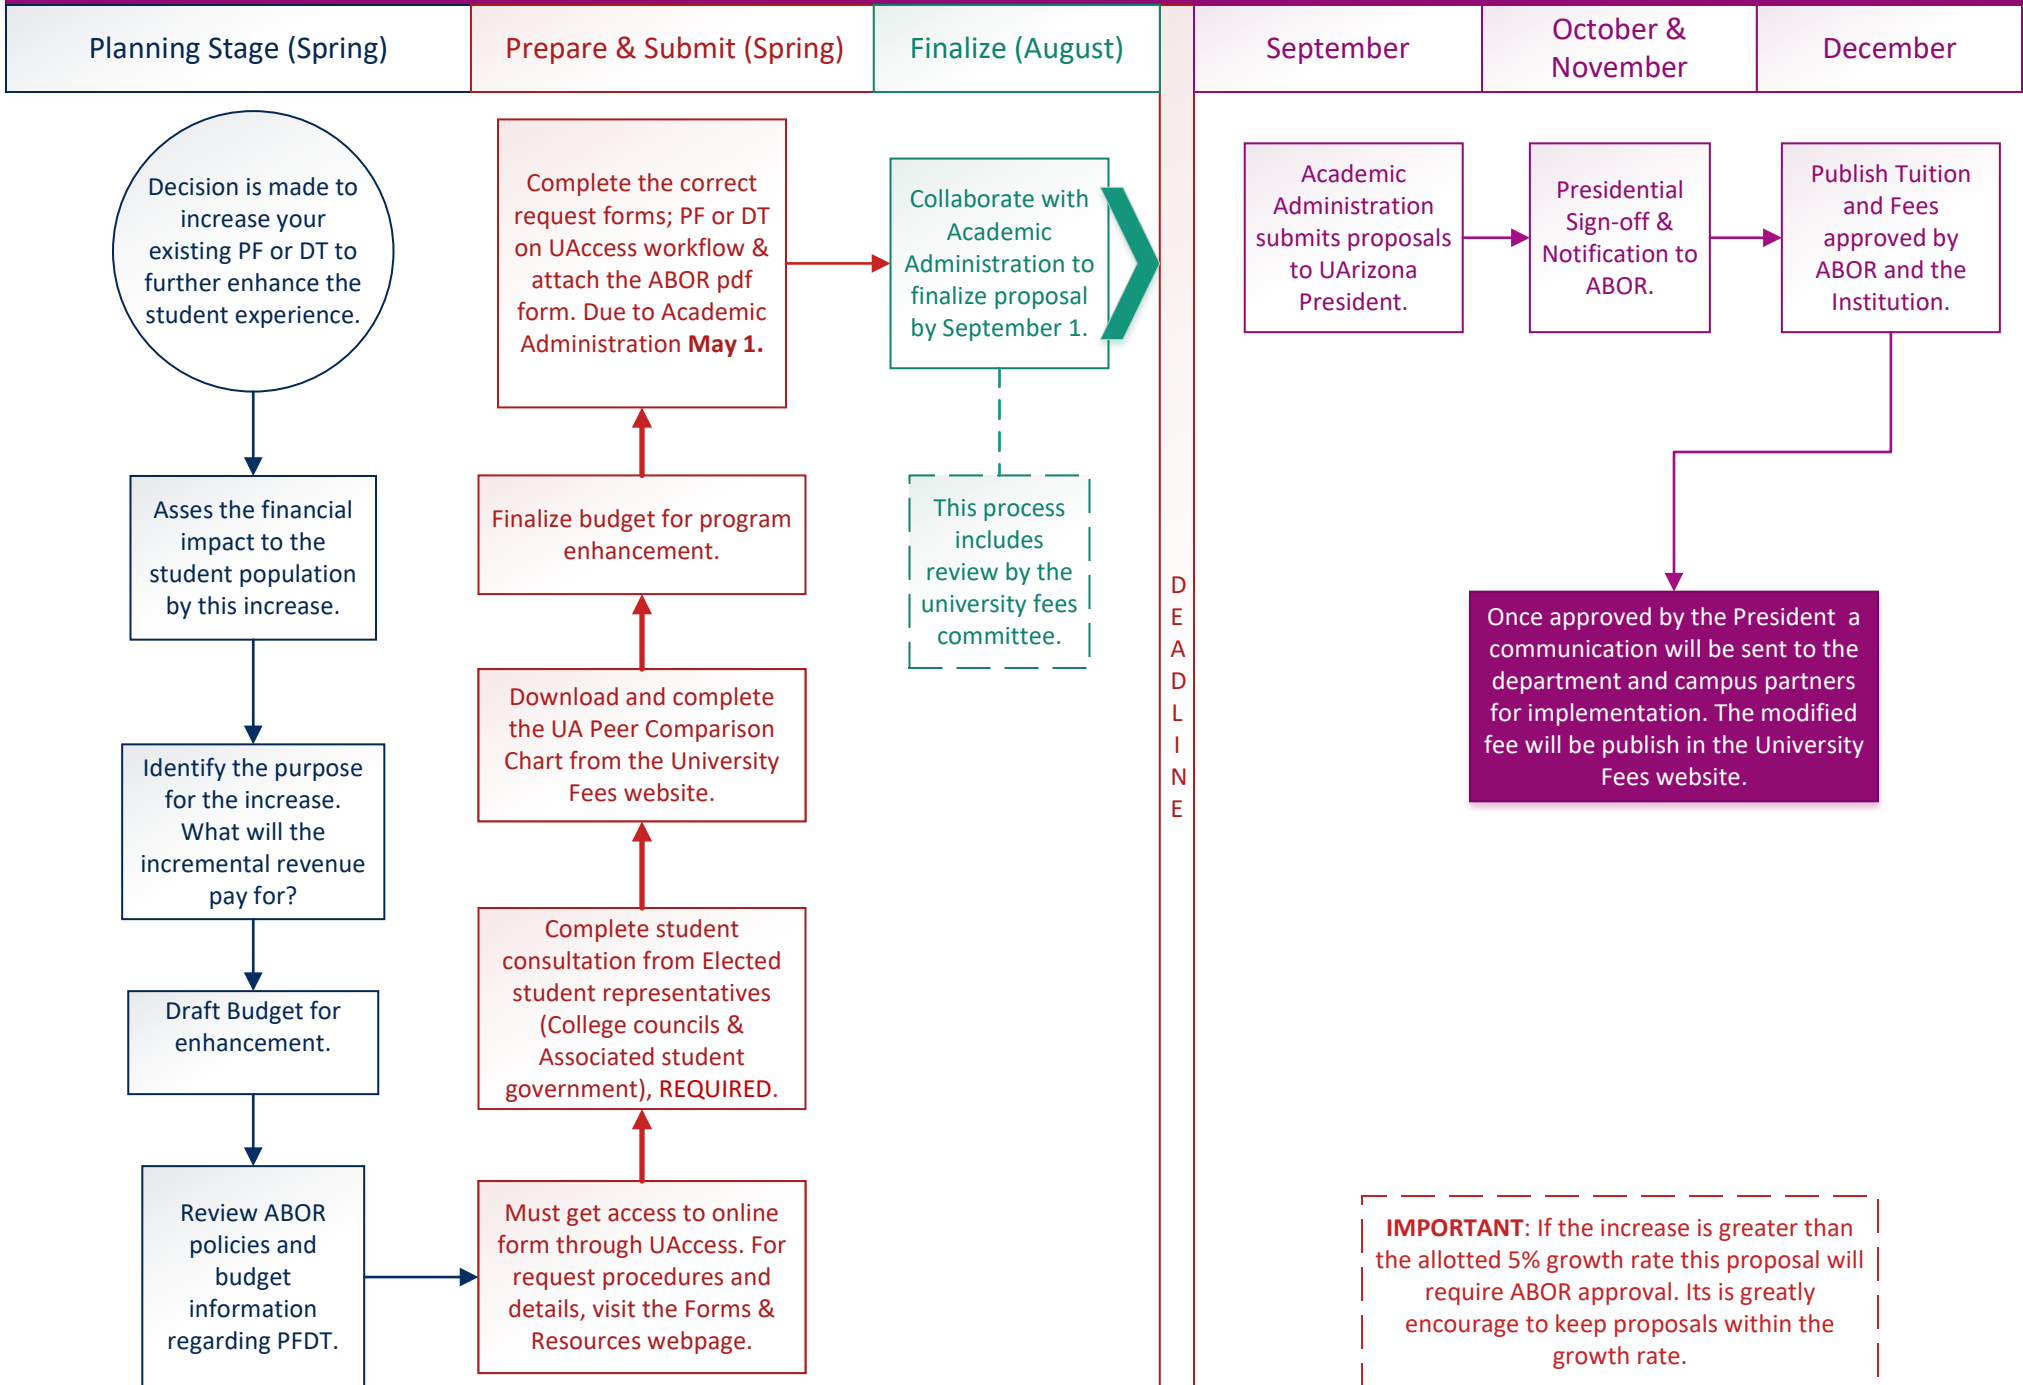 Planning Stage (Spring)
Prepare & Submit (Spring)
Finalize (August)
September
October &
November
December
Decision is made to
increase your
existing PF or DT to
further enhance the
student experience.
Asses the financial
impact to the
student population
by this increase.
Identify the purpose
for the increase.
What will the
incremental revenue
pay for?
Draft Budget for
enhancement.
Review ABOR
policies and
budget
information
regarding PFDT.
Complete the correct
request forms; PF or DT
on UAccess workflow &
attach the ABOR pdf
form. Due to Academic
Administration May 1.
Finalize budget for program
enhancement.
Download and complete
the UA Peer Comparison
Chart from the University
Fees website.
Complete student
consultation from Elected
student representatives
(College councils &
Associated student
government), REQUIRED.
Must get access to online
form through UAccess. For
request procedures and
details, visit the Forms &
Resources webpage.
Collaborate with
Academic
Administration to
finalize proposal
by September 1.
This process
includes
review by the
university fees
committee.
D
E
A
D
L
I
N
E
Academic
Administration
submits proposals
to UArizona
President.
Presidential
Sign-off &
Notification to
ABOR.
Publish Tuition
and Fees
approved by
ABOR and the
Institution.
Once approved by the President a
communication will be sent to the
department and campus partners
for implementation. The modified
fee will be publish in the University
Fees website.
IMPORTANT: If the increase is greater than
the allotted 5% growth rate this proposal will
require ABOR approval. Its is greatly
encourage to keep proposals within the
growth rate.